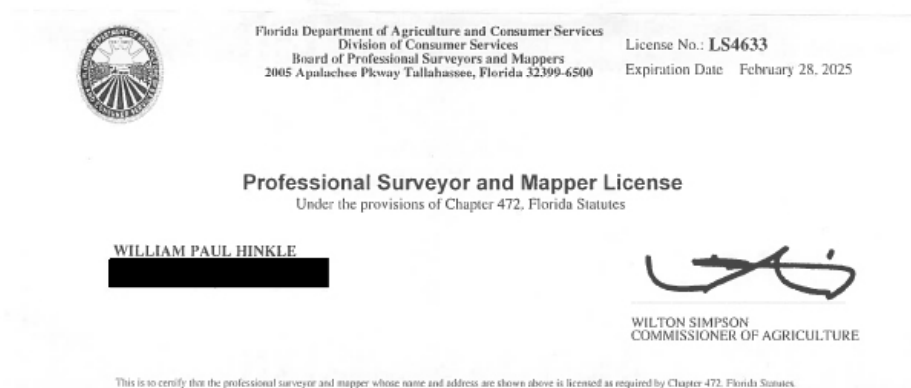 Florida Department of Agriculture and Consumer Services
Division of Consumer Services
Board of Professional Surveyors and Mappers
2005 Apalachee Pkway Tallahassee, Florida 32399-6500
License No.: LS4633
Expiration Date February 28, 2025
Professional Surveyor and Mapper License
Under the provisions of Chapter 472, Florida Statutes
WILLIAM PAUL HINKLE
WILTON SIMPSON
COMMISSIONER OF AGRICULTURE
This is to certify that the professional surveyor and mapper whose name and address are shown above is licensed as required by Chapter 472, Florida Statutes.